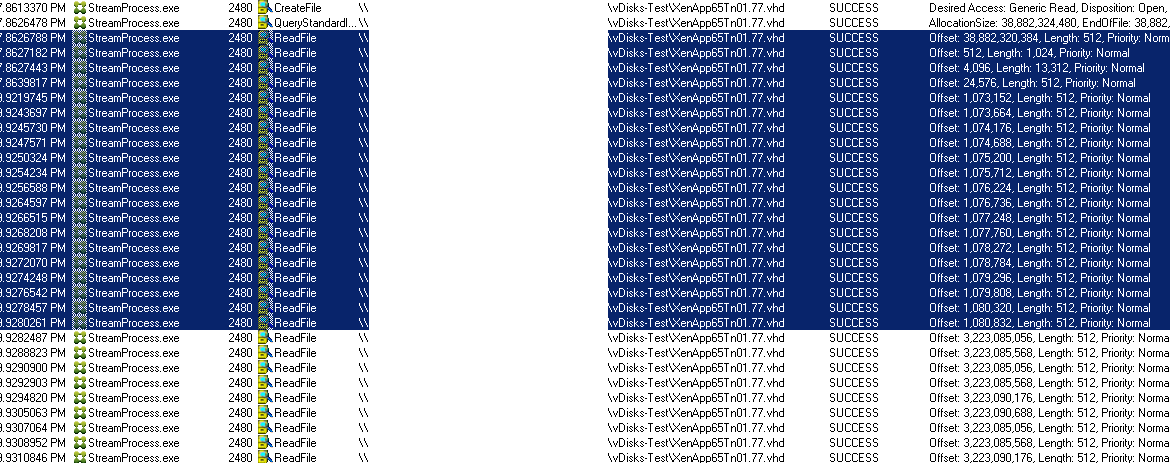 7.8613370 PM StreamProcess.exe 2480 CreateFile \\ \vDisks-Test\XenApp65Tn01.77.vhd SUCCESS Desired Access: Generic Read, Disposition: Open,
7.8626478 PM StreamProcess.exe 2480 QueryStandardI... \\ \vDisks-Test\XenApp65Tn01.77.vhd SUCCESS AllocationSize: 38,882,324,480, EndOfFile: 38,882,
7.8626788 PM StreamProcess.exe 2480 ReadFile \\ \vDisks-Test\XenApp65Tn01.77.vhd SUCCESS Offset: 38,882,320,384, Length: 512, Priority: Norm
7.8627182 PM StreamProcess.exe 2480 ReadFile \\ \vDisks-Test\XenApp65Tn01.77.vhd SUCCESS Offset: 512, Length: 1,024, Priority: Normal
7.8627443 PM StreamProcess.exe 2480 ReadFile \\ \vDisks-Test\XenApp65Tn01.77.vhd SUCCESS Offset: 4,096, Length: 13,312, Priority: Normal
7.8639817 PM StreamProcess.exe 2480 ReadFile \\ \vDisks-Test\XenApp65Tn01.77.vhd SUCCESS Offset: 24,576, Length: 512, Priority: Normal
9.9219745 PM StreamProcess.exe 2480 ReadFile \\ \vDisks-Test\XenApp65Tn01.77.vhd SUCCESS Offset: 1,073,152, Length: 512, Priority: Normal
9.9243697 PM StreamProcess.exe 2480 ReadFile \\ \vDisks-Test\XenApp65Tn01.77.vhd SUCCESS Offset: 1,073,664, Length: 512, Priority: Normal
9.9245730 PM StreamProcess.exe 2480 ReadFile \\ \vDisks-Test\XenApp65Tn01.77.vhd SUCCESS Offset: 1,074,176, Length: 512, Priority: Normal
9.9247571 PM StreamProcess.exe 2480 ReadFile \\ \vDisks-Test\XenApp65Tn01.77.vhd SUCCESS Offset: 1,074,688, Length: 512, Priority: Normal
9.9250324 PM StreamProcess.exe 2480 ReadFile \\ \vDisks-Test\XenApp65Tn01.77.vhd SUCCESS Offset: 1,075,200, Length: 512, Priority: Normal
9.9254234 PM StreamProcess.exe 2480 ReadFile \\ \vDisks-Test\XenApp65Tn01.77.vhd SUCCESS Offset: 1,075,712, Length: 512, Priority: Normal
9.9256588 PM StreamProcess.exe 2480 ReadFile \\ \vDisks-Test\XenApp65Tn01.77.vhd SUCCESS Offset: 1,076,224, Length: 512, Priority: Normal
9.9264597 PM StreamProcess.exe 2480 ReadFile \\ \vDisks-Test\XenApp65Tn01.77.vhd SUCCESS Offset: 1,076,736, Length: 512, Priority: Normal
9.9266515 PM StreamProcess.exe 2480 ReadFile \\ \vDisks-Test\XenApp65Tn01.77.vhd SUCCESS Offset: 1,077,248, Length: 512, Priority: Normal
9.9268208 PM StreamProcess.exe 2480 ReadFile \\ \vDisks-Test\XenApp65Tn01.77.vhd SUCCESS Offset: 1,077,760, Length: 512, Priority: Normal
9.9269817 PM StreamProcess.exe 2480 ReadFile \\ \vDisks-Test\XenApp65Tn01.77.vhd SUCCESS Offset: 1,078,272, Length: 512, Priority: Normal
9.9272070 PM StreamProcess.exe 2480 ReadFile \\ \vDisks-Test\XenApp65Tn01.77.vhd SUCCESS Offset: 1,078,784, Length: 512, Priority: Normal
9.9274248 PM StreamProcess.exe 2480 ReadFile \\ \vDisks-Test\XenApp65Tn01.77.vhd SUCCESS Offset: 1,079,296, Length: 512, Priority: Normal
9.9276542 PM StreamProcess.exe 2480 ReadFile \\ \vDisks-Test\XenApp65Tn01.77.vhd SUCCESS Offset: 1,079,808, Length: 512, Priority: Normal
9.9278457 PM StreamProcess.exe 2480 ReadFile \\ \vDisks-Test\XenApp65Tn01.77.vhd SUCCESS Offset: 1,080,320, Length: 512, Priority: Normal
9.9280261 PM StreamProcess.exe 2480 ReadFile \\ \vDisks-Test\XenApp65Tn01.77.vhd SUCCESS Offset: 1,080,832, Length: 512, Priority: Normal
9.9282487 PM StreamProcess.exe 2480 ReadFile \\ \vDisks-Test\XenApp65Tn01.77.vhd SUCCESS Offset: 3,223,085,056, Length: 512, Priority: Norma
9.9288823 PM StreamProcess.exe 2480 ReadFile \\ \vDisks-Test\XenApp65Tn01.77.vhd SUCCESS Offset: 3,223,085,568, Length: 512, Priority: Norma
9.9290900 PM StreamProcess.exe 2480 ReadFile \\ \vDisks-Test\XenApp65Tn01.77.vhd SUCCESS Offset: 3,223,085,056, Length: 512, Priority: Norma
9.9292903 PM StreamProcess.exe 2480 ReadFile \\ \vDisks-Test\XenApp65Tn01.77.vhd SUCCESS Offset: 3,223,085,568, Length: 512, Priority: Norma
9.9294820 PM StreamProcess.exe 2480 ReadFile \\ \vDisks-Test\XenApp65Tn01.77.vhd SUCCESS Offset: 3,223,090,176, Length: 512, Priority: Norma
9.9305063 PM StreamProcess.exe 2480 ReadFile \\ \vDisks-Test\XenApp65Tn01.77.vhd SUCCESS Offset: 3,223,090,688, Length: 512, Priority: Norma
9.9307064 PM StreamProcess.exe 2480 ReadFile \\ \vDisks-Test\XenApp65Tn01.77.vhd SUCCESS Offset: 3,223,085,056, Length: 512, Priority: Norma
9.9308952 PM StreamProcess.exe 2480 ReadFile \\ \vDisks-Test\XenApp65Tn01.77.vhd SUCCESS Offset: 3,223,085,568, Length: 512, Priority: Norma
9.9310846 PM StreamProcess.exe 2480 ReadFile \\ \vDisks-Test\XenApp65Tn01.77.vhd SUCCESS Offset: 3,223,090,176, Length: 512, Priority: Norma